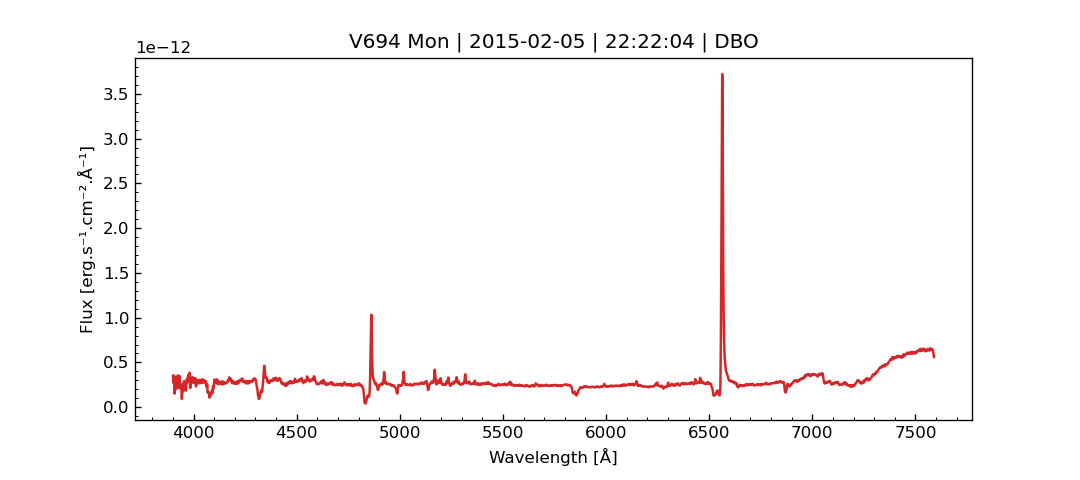 V694 Mon | 2015-02-05 | 22:22:04 | DBO
1e−12
3.5
3.0
2.5
2.0
1.5
1.0
0.5
0.0
Flux [erg.s⁻¹.cm⁻².Å⁻¹]
4000 4500 5000 5500 6000 6500 7000 7500
Wavelength [Å]